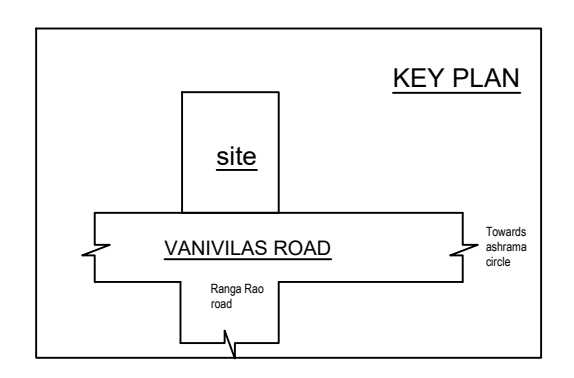 KEY PLAN
site
VANIVILAS ROAD
Towards
ashrama
circle
Ranga Rao
road